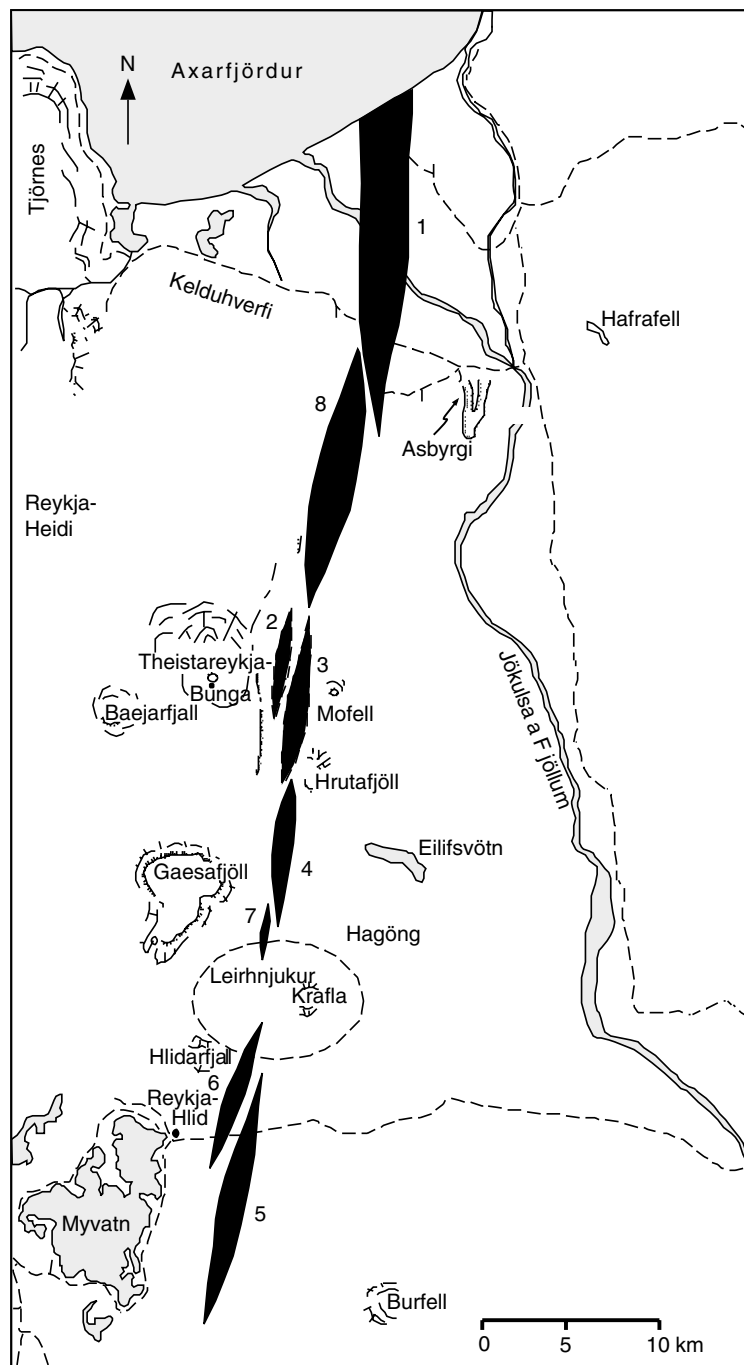 N
Axarfjördur
Tjörnes
1
Kelduhverfi
Hafrafell
8
Asbyrgi
Reykja-
Heidi
2
Theistareykja-
3
Bunga
Baejarfjall
Mofell
Jökulsa a Fjöllum
Hrutafjöll
Eilifsvötn
Gaesafjöll
4
7
Hagöng
Leirhnjukur
Krafla
Hlidarfjal
6
Reykja-
Hlid
5
Myvatn
Burfell
0 5 10 km